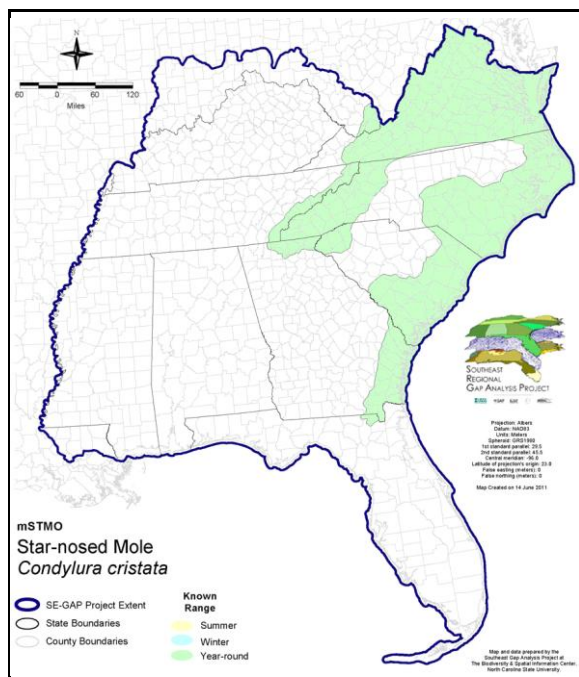 60 0 60 120
Miles
SOUTHEAST
REGIONAL
GAP ANALYSIS PROJECT
Projection: Albers
Datum: NAD83
Units: Meters
Spheroid: GRS1980
1st standard parallel: 29.5
2nd standard parallel: 45.5
Central meridian: -96.0
Latitude of projection's origin: 23.0
False easting (meters): 0
False northing (meters): 0
Map Created on 14 June 2011
mSTMO
Star-nosed Mole
Condylura cristata
SE-GAP Project Extent
State Boundaries
County Boundaries
Known
Range
Summer
Winter
Year-round
Map and data prepared by the
Southeast Gap Analysis Project at
The Biodiversity & Spatial Information Center,
North Carolina State University.